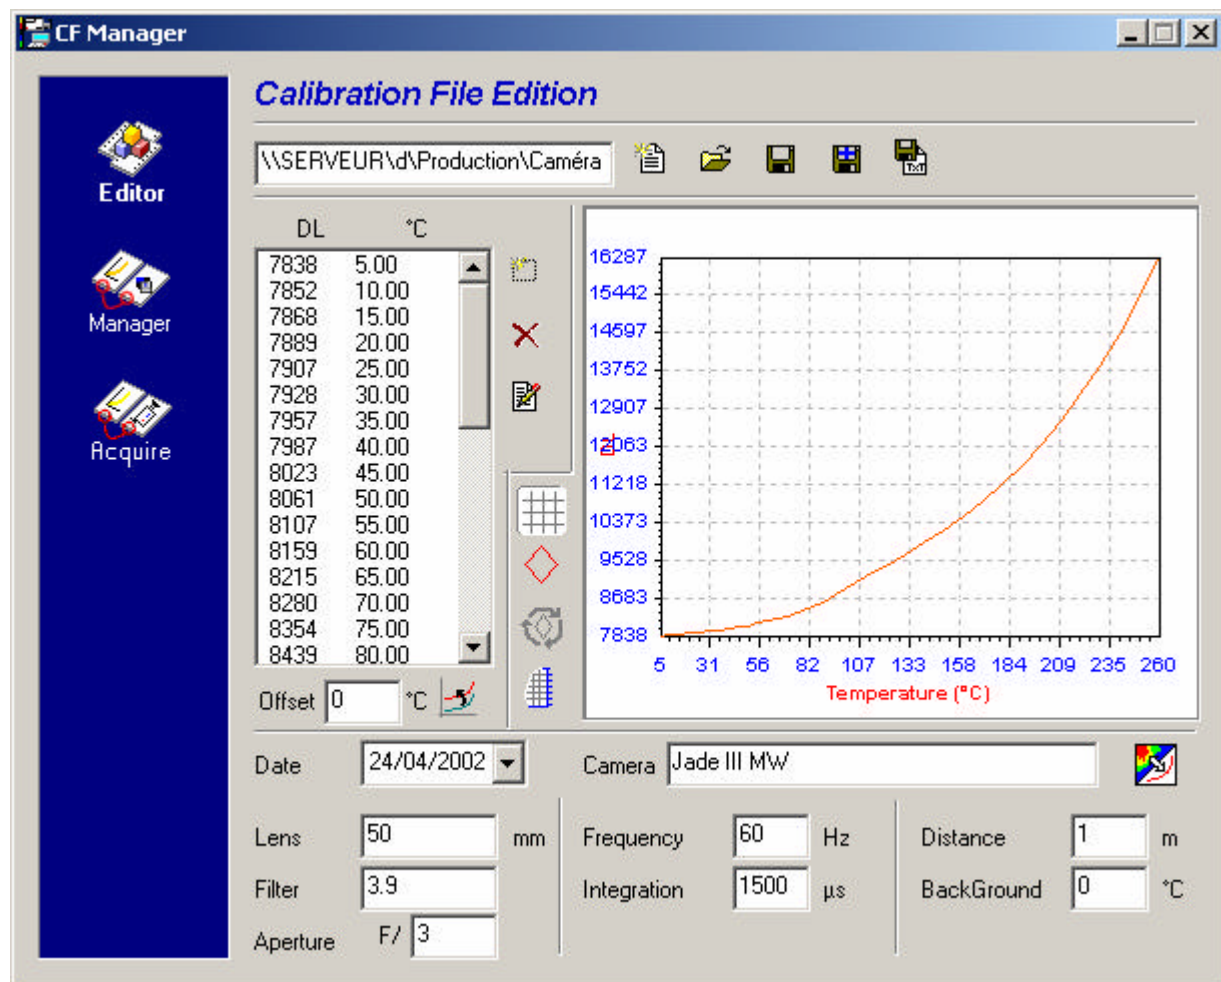 CF Manager
Calibration File Edition
\\SERVEUR\d\Production\Caméra
TXT
Editor
Manager
Acquire
DL °C
7838 5.00
7852 10.00
7868 15.00
7889 20.00
7907 25.00
7928 30.00
7957 35.00
7987 40.00
8023 45.00
8061 50.00
8107 55.00
8159 60.00
8215 65.00
8280 70.00
8354 75.00
8439 80.00
Offset 0 °C
16287
15442
14597
13752
12907
12063
11218
10373
9528
8683
7838
5 31 56 82 107 133 158 184 209 235 260
Temperature (°C)
Date 24/04/2002 Camera Jade III MW
Lens 50 mm Frequency 60 Hz Distance 1 m
Filter 3.9 Integration 1500 µs BackGround 0 °C
Aperture F/ 3